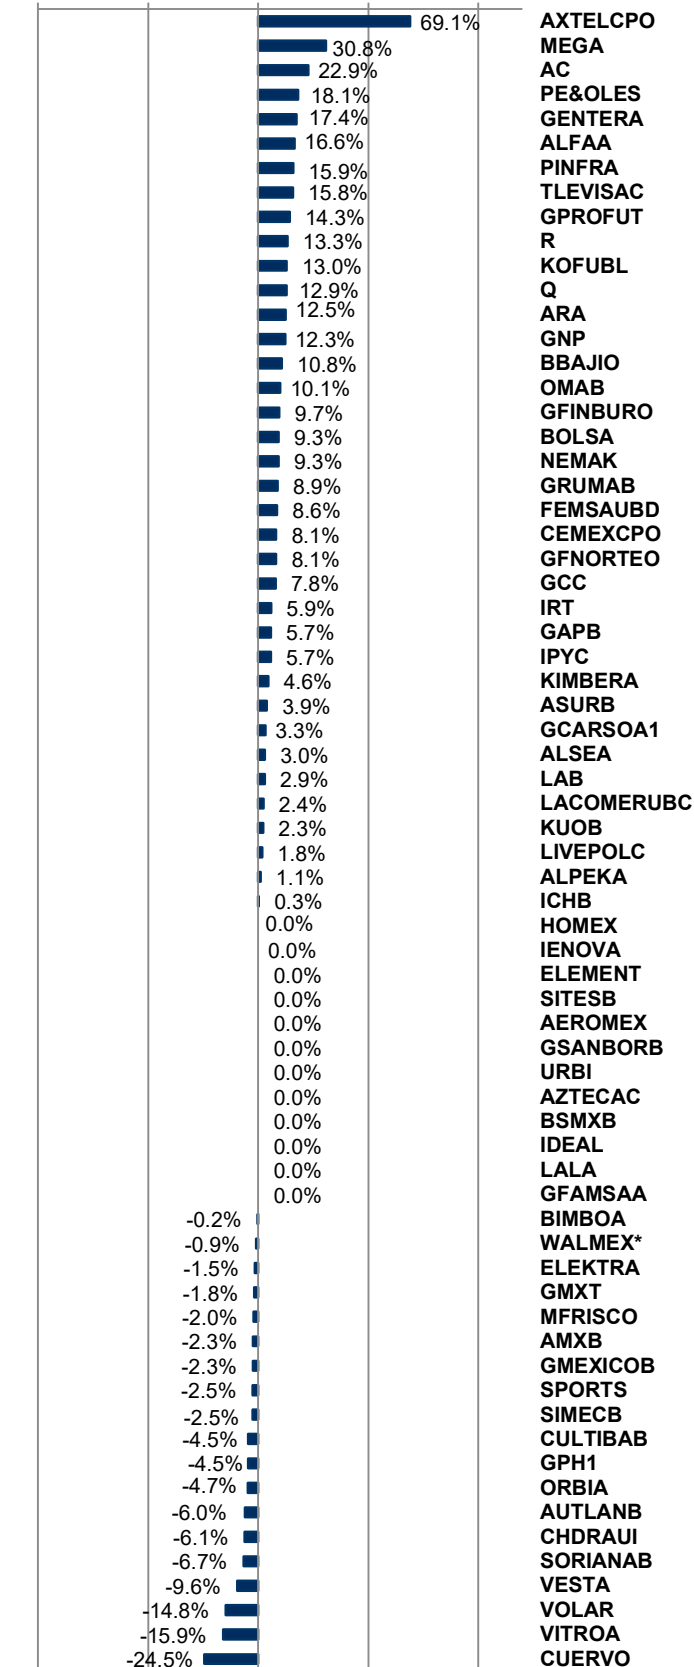 69.1% AXTELCPO
30.8% MEGA
22.9% AC
18.1% PE&OLES
17.4% GENTERA
16.6% ALFAA
15.9% PINFRA
15.8% TLEVISAC
14.3% GPROFUT
13.3% R
13.0% KOFUBL
12.9% Q
12.5% ARA
12.3% GNP
10.8% BBAJIO
10.1% OMAB
9.7% GFINBURO
9.3% BOLSA
9.3% NEMAK
8.9% GRUMAB
8.6% FEMSAUBD
8.1% CEMEXCPO
8.1% GFNORTEO
7.8% GCC
5.9% IRT
5.7% GAPB
5.7% IPYC
4.6% KIMBERA
3.9% ASURB
3.3% GCARSOA1
3.0% ALSEA
2.9% LAB
2.4% LACOMERUBC
2.3% KUOB
1.8% LIVEPOLC
1.1% ALPEKA
0.3% ICHB
0.0% HOMEX
0.0% IENOVA
0.0% ELEMENT
0.0% SITESB
0.0% AEROMEX
0.0% GSANBORB
0.0% URBI
0.0% AZTECAC
0.0% BSMXB
0.0% IDEAL
0.0% LALA
0.0% GFAMSAA
-0.2% BIMBOA
-0.9% WALMEX*
-1.5% ELEKTRA
-1.8% GMXT
-2.0% MFRISCO
-2.3% AMXB
-2.3% GMEXICOB
-2.5% SPORTS
-2.5% SIMECB
-4.5% CULTIBAB
-4.5% GPH1
-4.7% ORBIA
-6.0% AUTLANB
-6.1% CHDRAUI
-6.7% SORIANAB
-9.6% VESTA
-14.8% VOLAR
-15.9% VITROA
-24.5% CUERVO